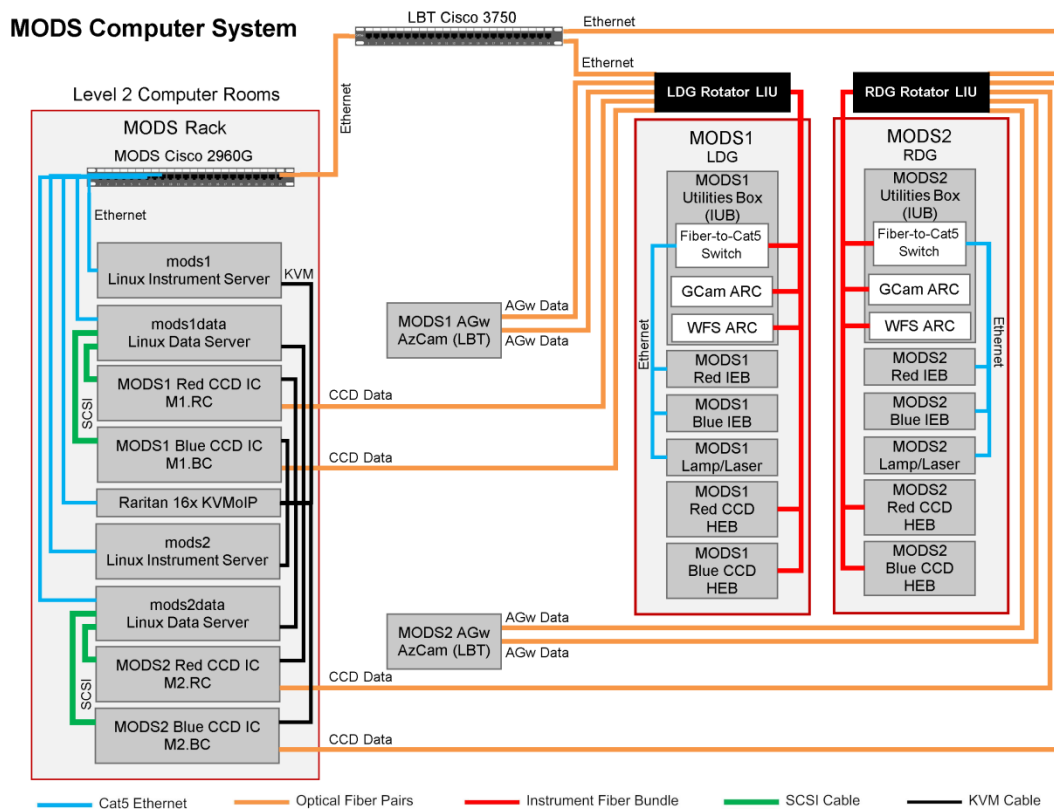 MODS Computer System
LBT Cisco 3750
Ethernet
Ethernet
Ethernet
Level 2 Computer Rooms
MODS Rack
MODS Cisco 2960G
Ethernet
mods1
Linux Instrument Server
KVM
mods1data
Linux Data Server
SCSI
MODS1 Red CCD IC
M1.RC
CCD Data
MODS1 Blue CCD IC
M1.BC
CCD Data
Raritan 16x KVMoIP
mods2
Linux Instrument Server
mods2data
Linux Data Server
SCSI
MODS2 Red CCD IC
M2.RC
CCD Data
MODS2 Blue CCD IC
M2.BC
CCD Data
MODS1 AGw
AzCam (LBT)
AGw Data
AGw Data
MODS2 AGw
AzCam (LBT)
AGw Data
AGw Data
LDG Rotator LIU
MODS1
LDG
MODS1
Utilities Box
(IUB)
Fiber-to-Cat5
Switch
GCam ARC
WFS ARC
Ethernet
MODS1
Red IEB
MODS1
Blue IEB
MODS1
Lamp/Laser
MODS1
Red CCD
HEB
MODS1
Blue CCD
HEB
RDG Rotator LIU
MODS2
RDG
MODS2
Utilities Box
(IUB)
Fiber-to-Cat5
Switch
GCam ARC
WFS ARC
Ethernet
MODS2
Red IEB
MODS2
Blue IEB
MODS2
Lamp/Laser
MODS2
Red CCD
HEB
MODS2
Blue CCD
HEB
Cat5 Ethernet
Optical Fiber Pairs
Instrument Fiber Bundle
SCSI Cable
KVM Cable